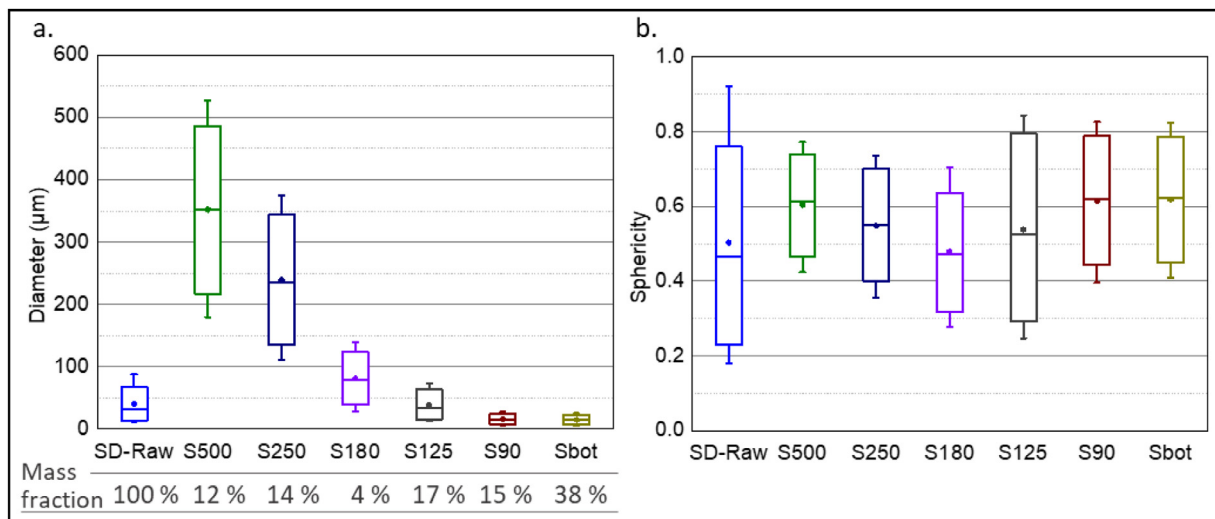 a.
600
500
400
300
200
100
0
Diameter (µm)
SD-Raw S500 S250 S180 S125 S90 Sbot
Mass
fraction 100 % 12 % 14 % 4 % 17 % 15 % 38 %
b.
1.0
0.8
0.6
0.4
0.2
0.0
Sphericity
SD-Raw S500 S250 S180 S125 S90 Sbot